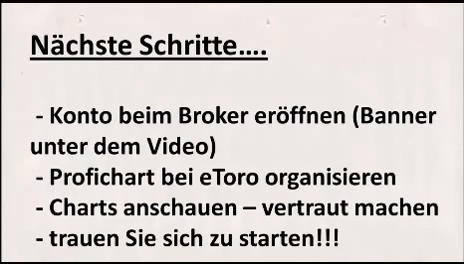 Nächste Schritte….
- Konto beim Broker eröffnen (Banner
unter dem Video)
- Profichart bei eToro organisieren
- Charts anschauen – vertraut machen
- trauen Sie sich zu starten!!!